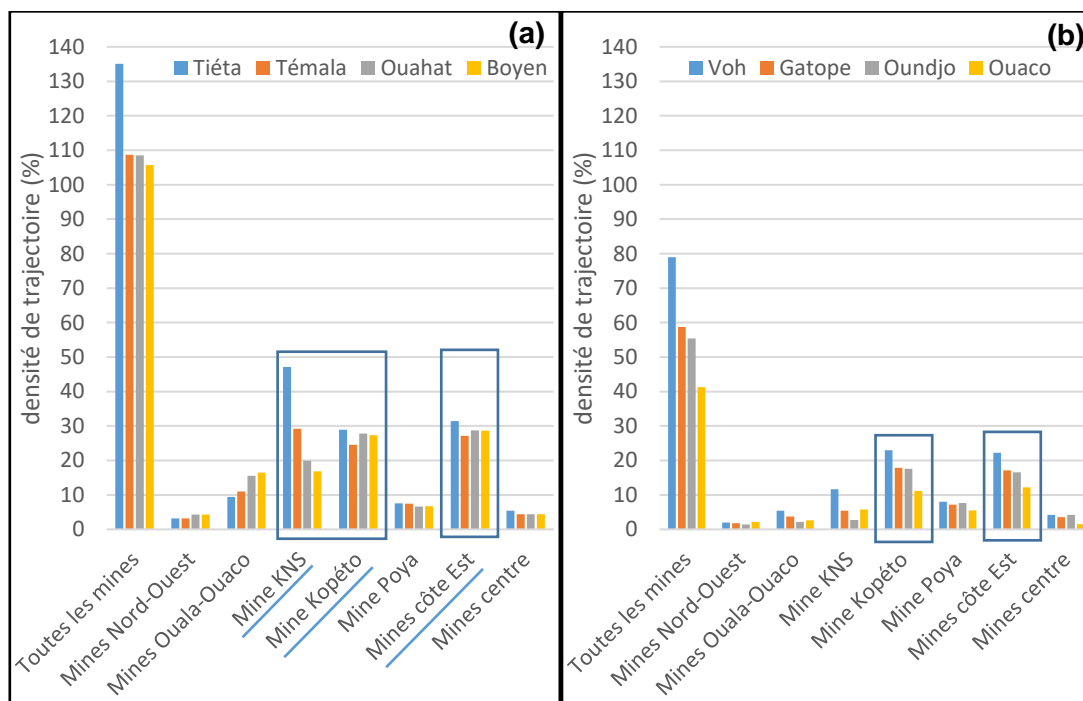 (a)
Tiéta Témala Ouahat Boyen
densité de trajectoire (%)
140
130
120
110
100
90
80
70
60
50
40
30
20
10
0
Toutes les mines
Mines Nord-Ouest
Mines Ouala-Ouaco
Mine KNS
Mine Kopéto
Mine Poya
Mines côte Est
Mines centre
(b)
Voh Gatope Oundjo Ouaco
densité de trajectoire (%)
140
130
120
110
100
90
80
70
60
50
40
30
20
10
0
Toutes les mines
Mines Nord-Ouest
Mines Ouala-Ouaco
Mine KNS
Mine Kopéto
Mine Poya
Mines côte Est
Mines centre